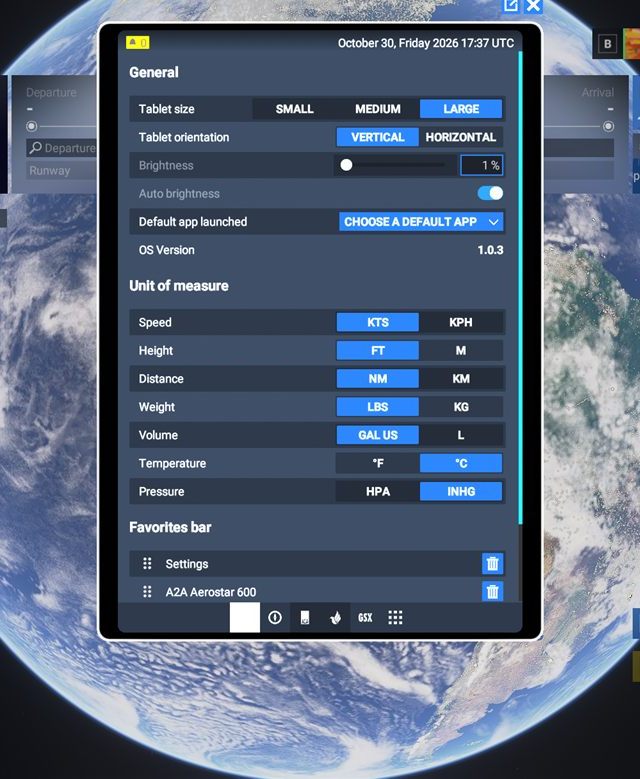 0
October 30, Friday 2026 17:37 UTC
B
General
Departure
Arrival
-
-
Tablet size SMALL MEDIUM LARGE
Tablet orientation VERTICAL HORIZONTAL
Departure
Brightness 1 %
Runway
Auto brightness
Default app launched CHOOSE A DEFAULT APP
OS Version 1.0.3
Unit of measure
Speed KTS KPH
Height FT M
Distance NM KM
Weight LBS KG
Volume GAL US L
Temperature °F °C
Pressure HPA INHG
Favorites bar
Settings
A2A Aerostar 600
GSX